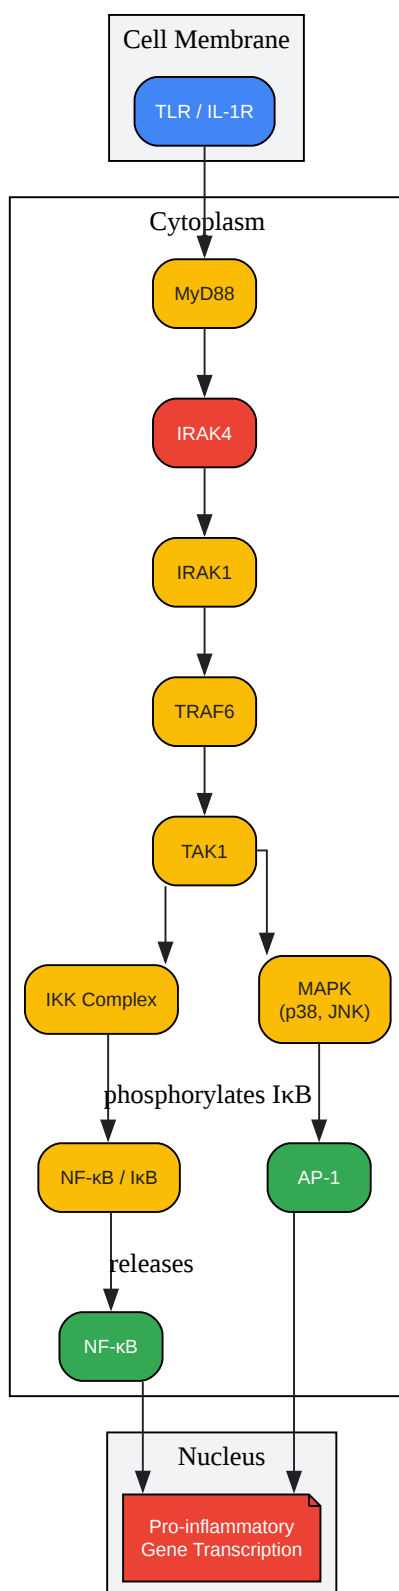 Cell Membrane
TLR / IL-1R
Cytoplasm
MyD88
IRAK4
IRAK1
TRAF6
TAK1
IKK Complex
MAPK
(p38, JNK)
phosphorylates IκB
NF-κB / IκB
AP-1
releases
NF-κB
Nucleus
Pro-inflammatory
Gene Transcription